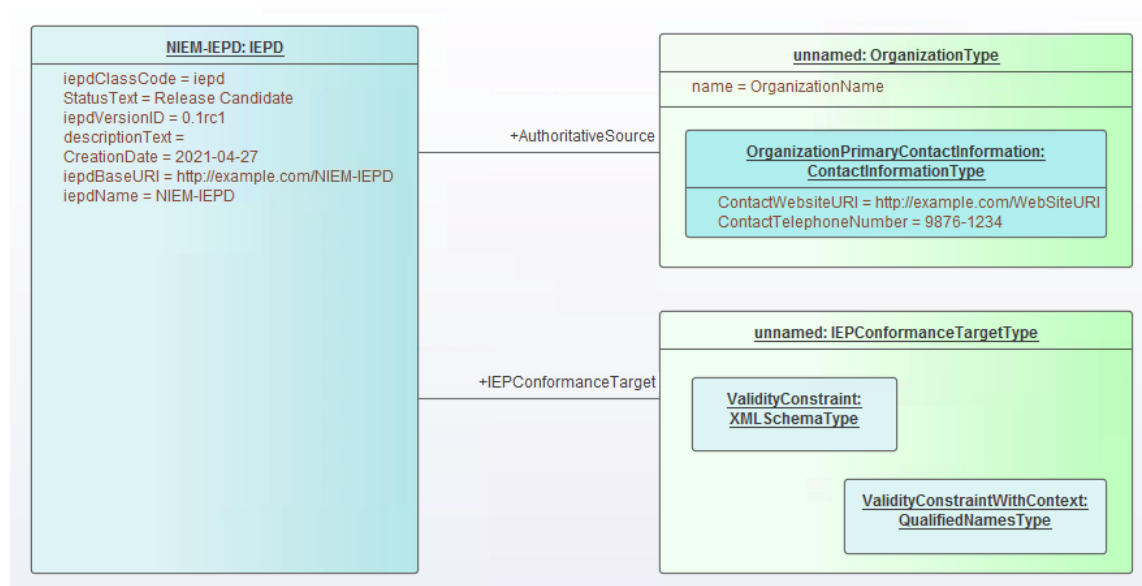 NIEM-IEPD: IEPD
iepdClassCode = iepd
StatusText = Release Candidate
iepdVersionID = 0.1rc1
descriptionText =
CreationDate = 2021-04-27
iepdBaseURI = http://example.com/NIEM-IEPD
iepdName = NIEM-IEPD
+AuthoritativeSource
unnamed: OrganizationType
name = OrganizationName
OrganizationPrimaryContactInformation:
ContactInformationType
ContactWebsiteURI = http://example.com/WebSiteURI
ContactTelephoneNumber = 9876-1234
+IEPConformanceTarget
unnamed: IEPConformanceTargetType
ValidityConstraint:
XMLSchemaType
ValidityConstraintWithContext:
QualifiedNamesType